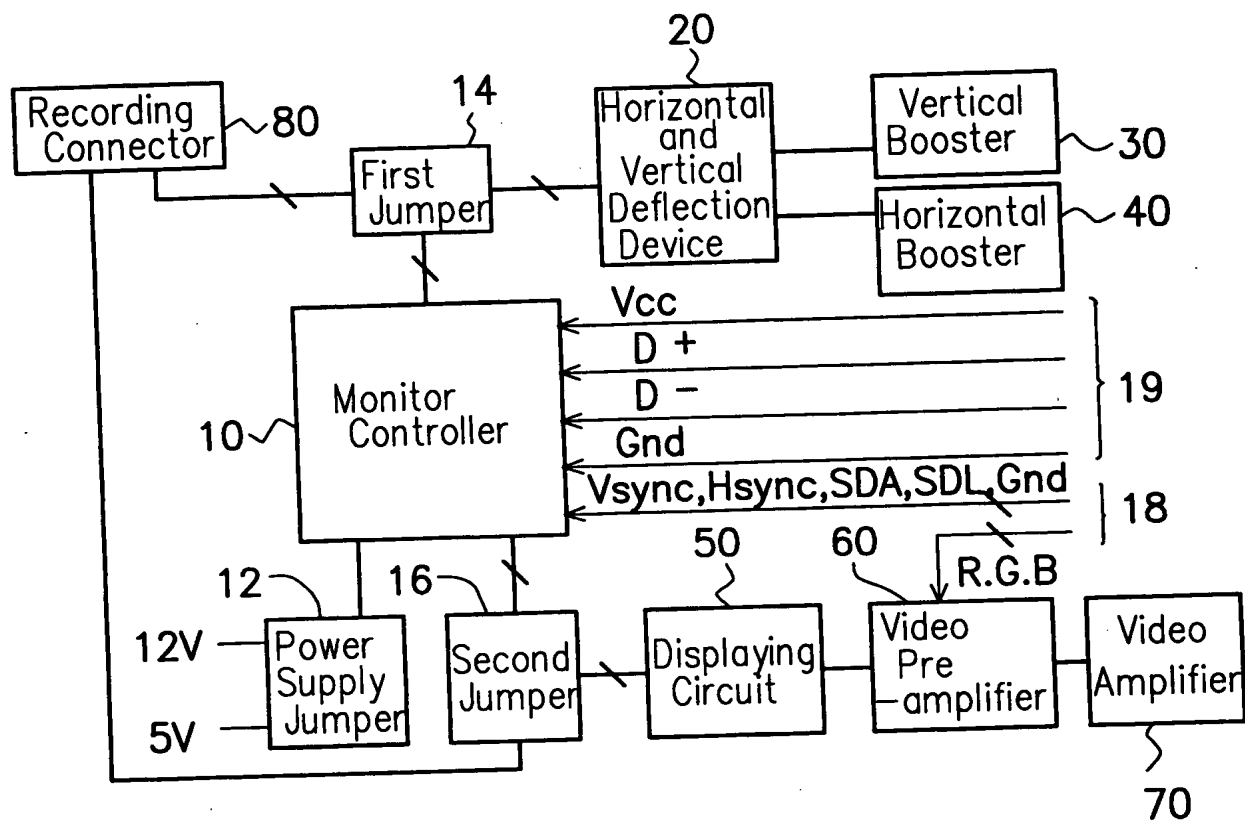 20
Recording
Connector
80
14
Horizontal
and
Vertical
Deflection
Device
Vertical
Booster
30
First
Jumper
Horizontal
Booster
40
Vcc
D +
D -
Gnd
19
Monitor
Controller
10
Vsync,Hsync,SDA,SDL,Gnd
18
R.G.B
12
16
50
60
12V
5V
Power
Supply
Jumper
Second
Jumper
Displaying
Circuit
Video
Pre
-amplifier
Video
Amplifier
70